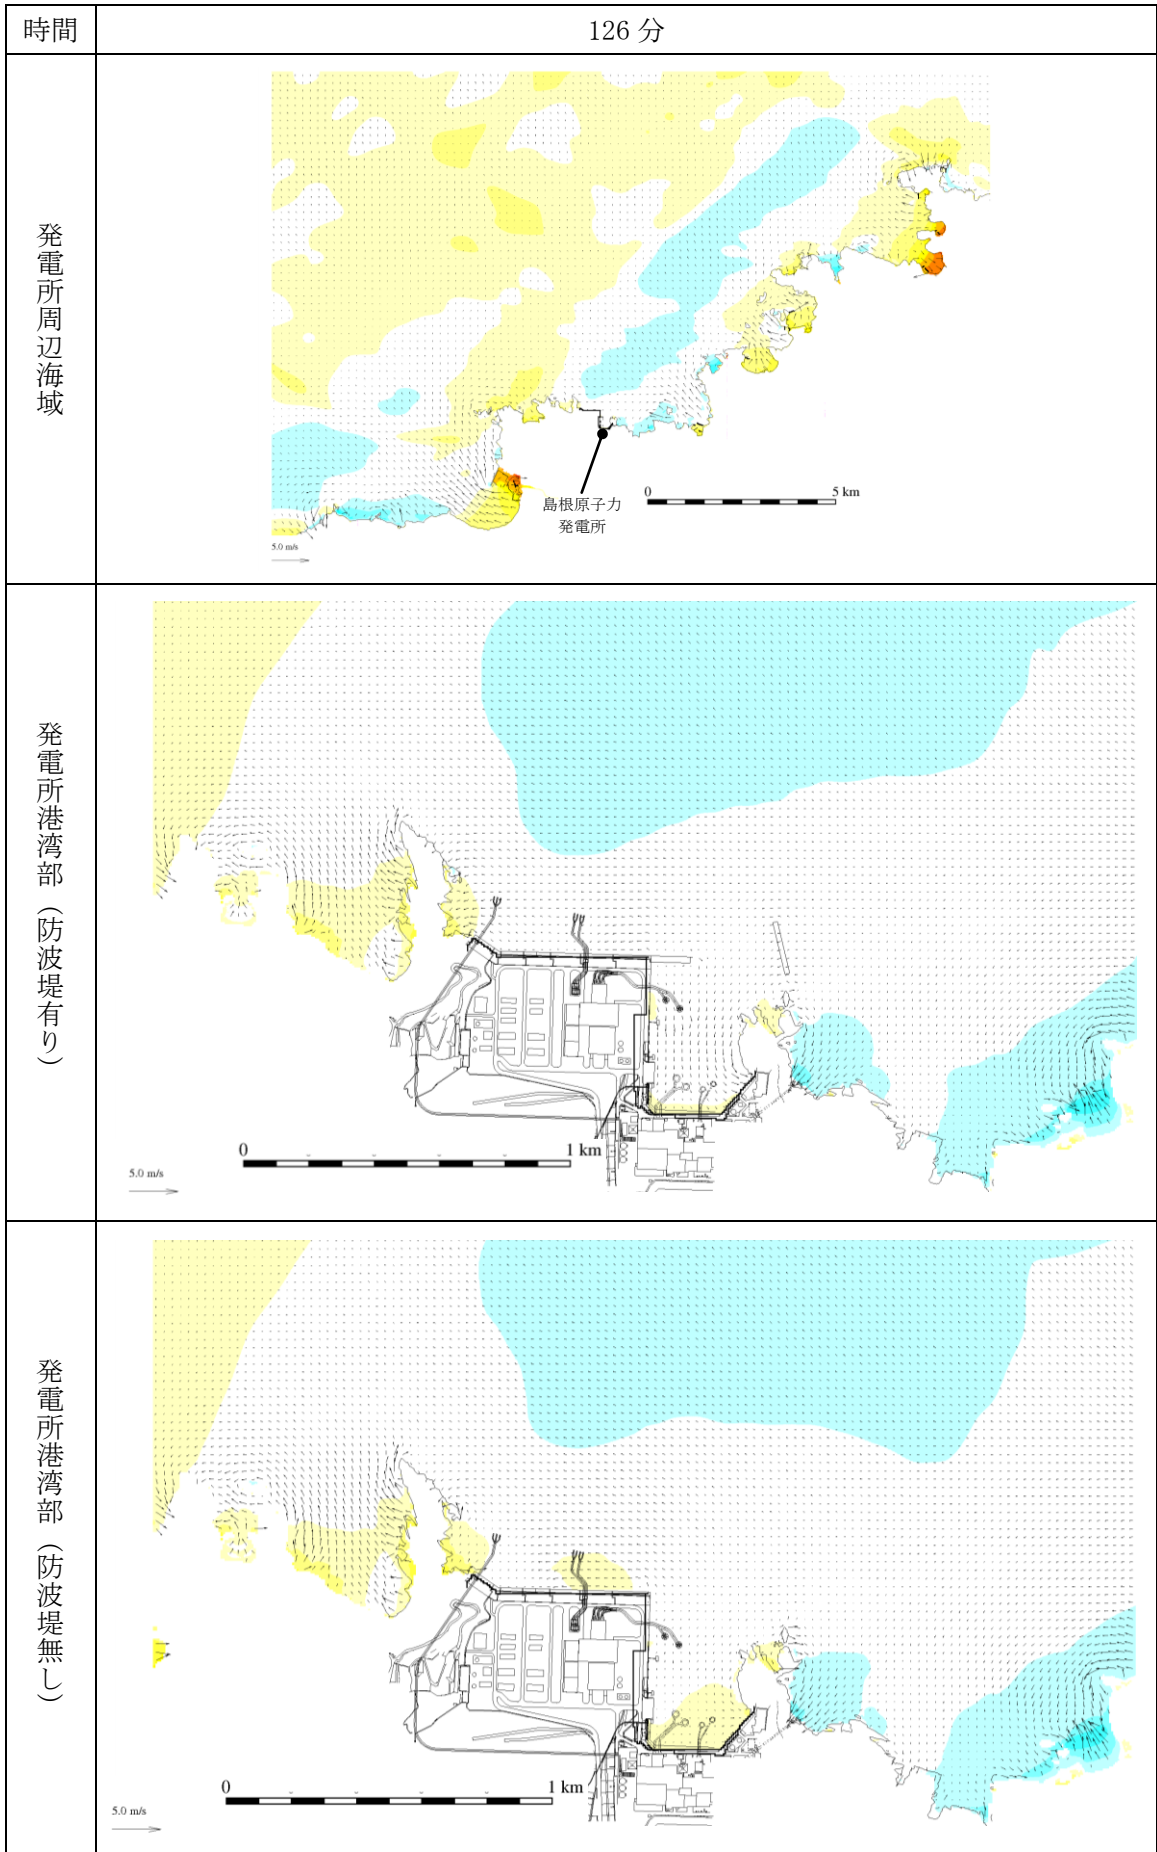 時間
126 分
発電所周辺海域
島根原子力
発電所
0
5 km
5.0 m/s
発電所港湾部（防波堤有り）
0
1 km
5.0 m/s
発電所港湾部（防波堤無し）
0
1 km
5.0 m/s